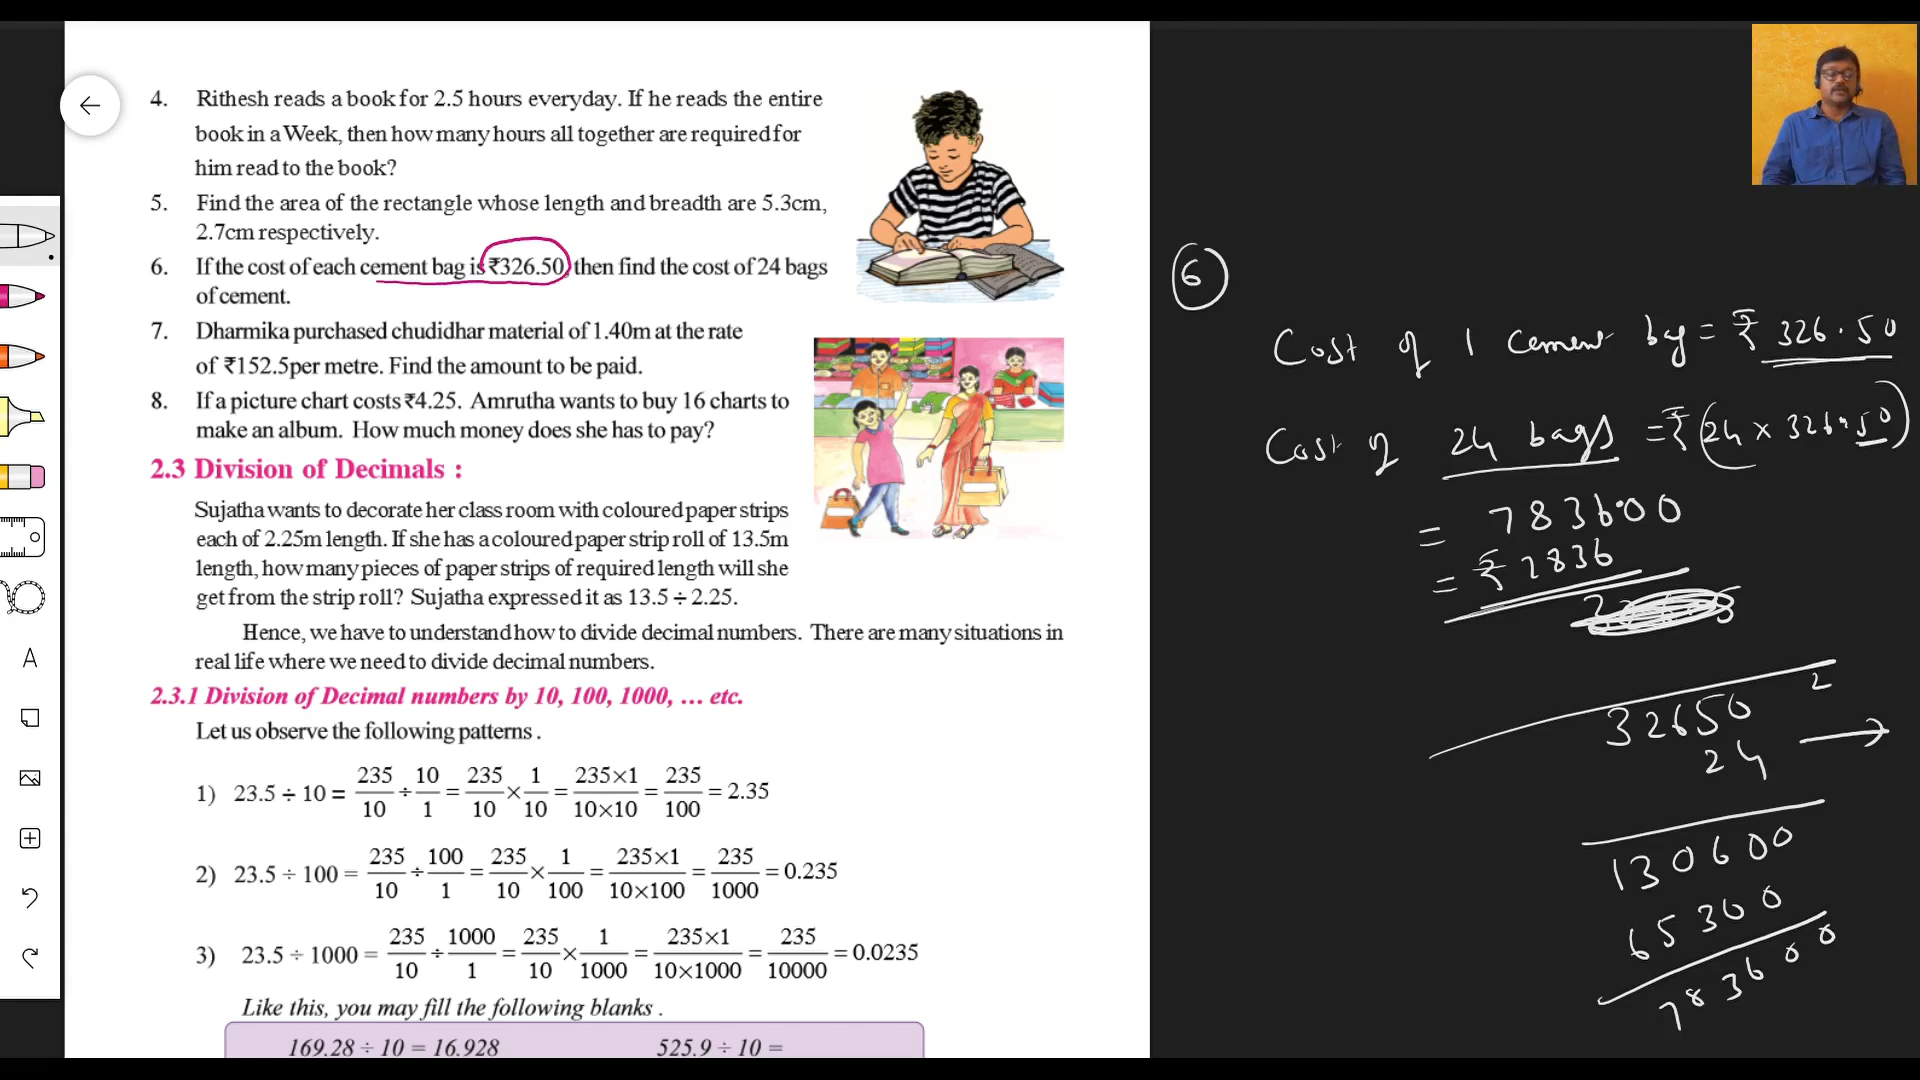 4. Rithesh reads a book for 2.5 hours everyday. If he reads the entire
book in a Week, then how many hours all together are required for
him read to the book?
5. Find the area of the rectangle whose length and breadth are 5.3cm,
2.7cm respectively.
6. If the cost of each cement bag is ₹326.50, then find the cost of 24 bags
of cement.
7. Dharmika purchased chudidhar material of 1.40m at the rate
of ₹152.5per metre. Find the amount to be paid.
8. If a picture chart costs ₹4.25. Amrutha wants to buy 16 charts to
make an album. How much money does she has to pay?
2.3 Division of Decimals :
Sujatha wants to decorate her class room with coloured paper strips
each of 2.25m length. If she has a coloured paper strip roll of 13.5m
length, how many pieces of paper strips of required length will she
get from the strip roll? Sujatha expressed it as 13.5 ÷ 2.25.
Hence, we have to understand how to divide decimal numbers. There are many situations in
real life where we need to divide decimal numbers.
2.3.1 Division of Decimal numbers by 10, 100, 1000, … etc.
Let us observe the following patterns .
1) 23.5 ÷ 10 = 235/10 ÷ 10/1 = 235/10 × 1/10 = 235×1/10×10 = 235/100 = 2.35
2) 23.5 ÷ 100 = 235/10 ÷ 100/1 = 235/10 × 1/100 = 235×1/10×100 = 235/1000 = 0.235
3) 23.5 ÷ 1000 = 235/10 ÷ 1000/1 = 235/10 × 1/1000 = 235×1/10×1000 = 235/10000 = 0.0235
Like this, you may fill the following blanks .
169.28 ÷ 10 = 16.928 525.9 ÷ 10 =
A
6
Cost of 1 cement bag = ₹ 326.50
Cost of 24 bags = ₹ (24 × 326.50)
= 7836.00
= ₹ 7836
32650 2
24
130600
65300
783600